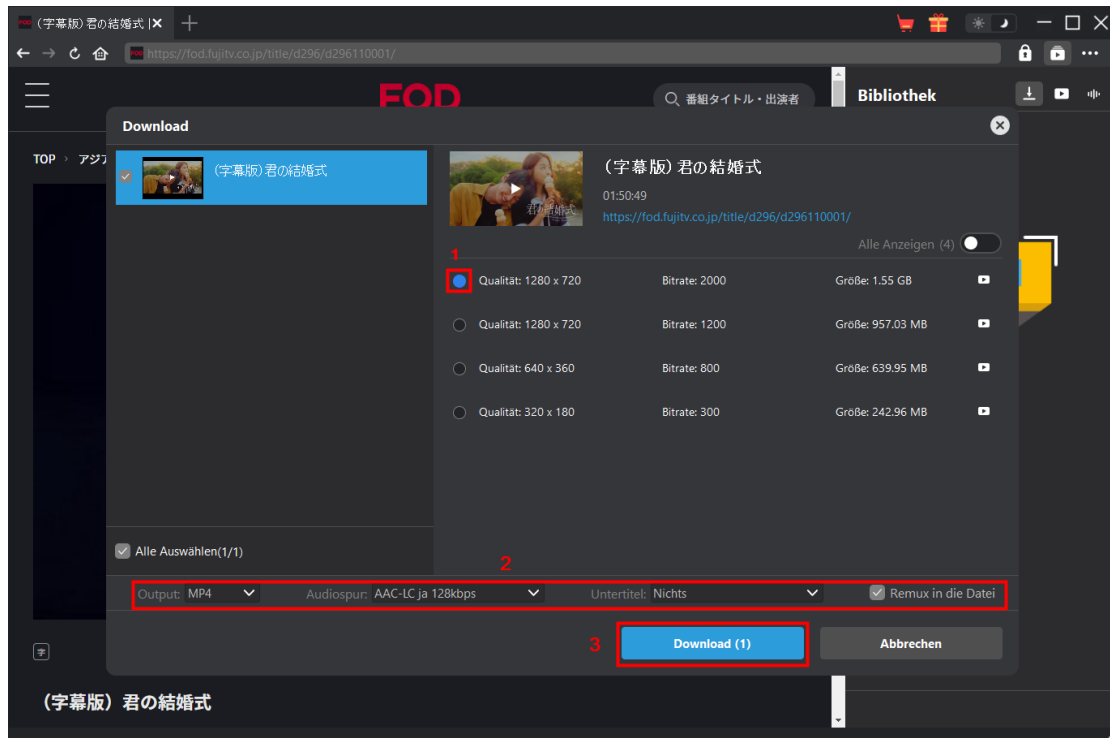 (字幕版) 君の結婚式 |
https://fod.fujitv.co.jp/title/d296/d296110001/
FOD
番組タイトル・出演者
Bibliothek
Download
TOP › アジア
(字幕版) 君の結婚式
(字幕版) 君の結婚式
01:50:49
https://fod.fujitv.co.jp/title/d296/d296110001/
君の結婚式
Alle Anzeigen (4)
1
Qualität: 1280 x 720 Bitrate: 2000 Größe: 1.55 GB
Qualität: 1280 x 720 Bitrate: 1200 Größe: 957.03 MB
Qualität: 640 x 360 Bitrate: 800 Größe: 639.95 MB
Qualität: 320 x 180 Bitrate: 300 Größe: 242.96 MB
Alle Auswählen(1/1)
2
Output: MP4 Audiospur: AAC-LC ja 128kbps Untertitel: Nichts Remux in die Datei
3
Download (1) Abbrechen
字
(字幕版) 君の結婚式